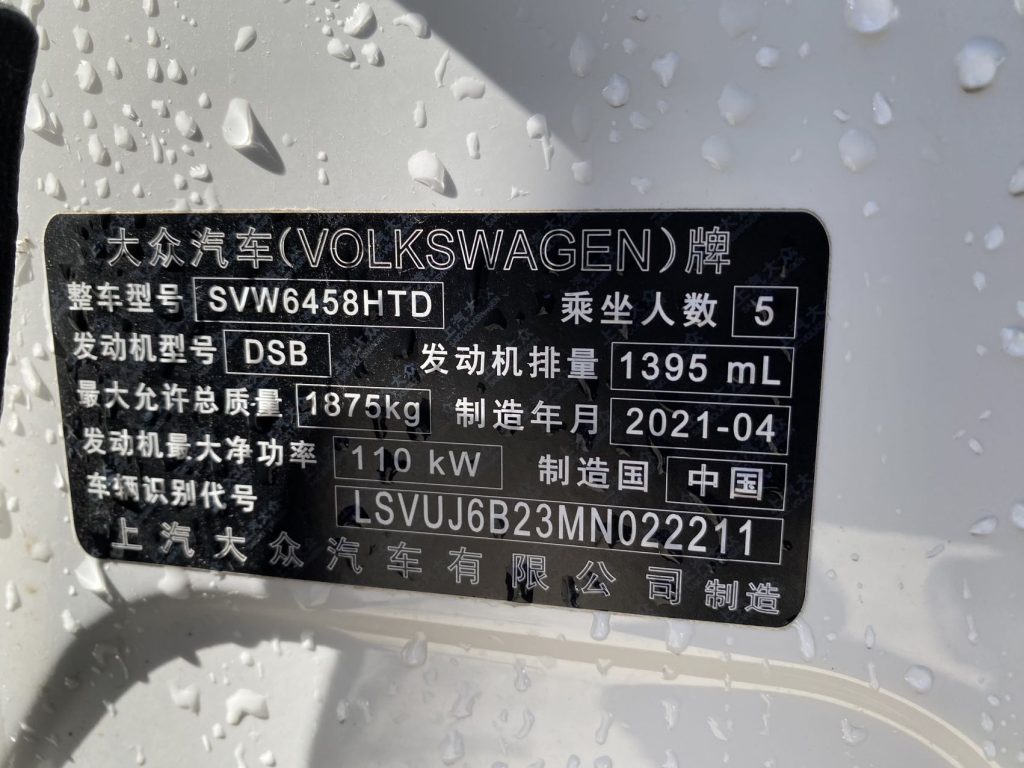 大众汽车(VOLKSWAGEN)牌
整车型号 SVW6458HTD 乘坐人数 5
发动机型号 DSB 发动机排量 1395 mL
最大允许总质量 1875kg 制造年月 2021-04
发动机最大净功率 110 kW 制造国 中国
车辆识别代号 LSVUJ6B23MN022211
上汽大众汽车有限公司 制造